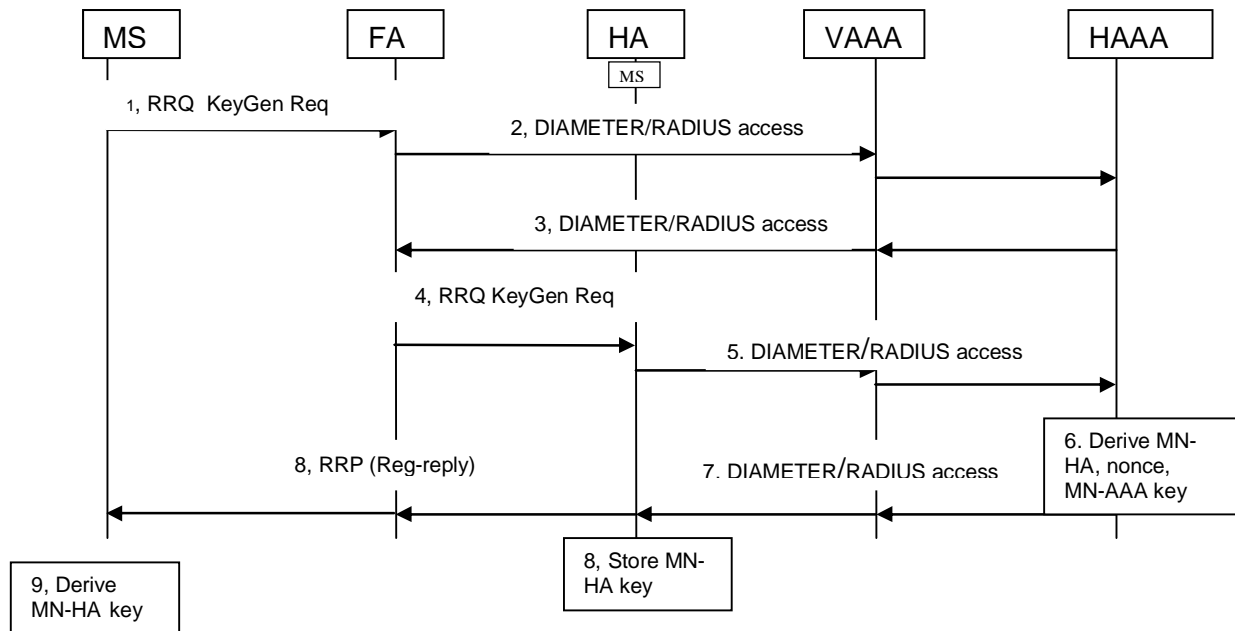 MS FA HA VAAA HAAA
MS
1, RRQ KeyGen Req
2, DIAMETER/RADIUS access
3, DIAMETER/RADIUS access
4, RRQ KeyGen Req
5. DIAMETER/RADIUS access
6. Derive MN-
HA, nonce,
MN-AAA key
8, RRP (Reg-reply)
7. DIAMETER/RADIUS access
8, Store MN-
HA key
9, Derive
MN-HA key